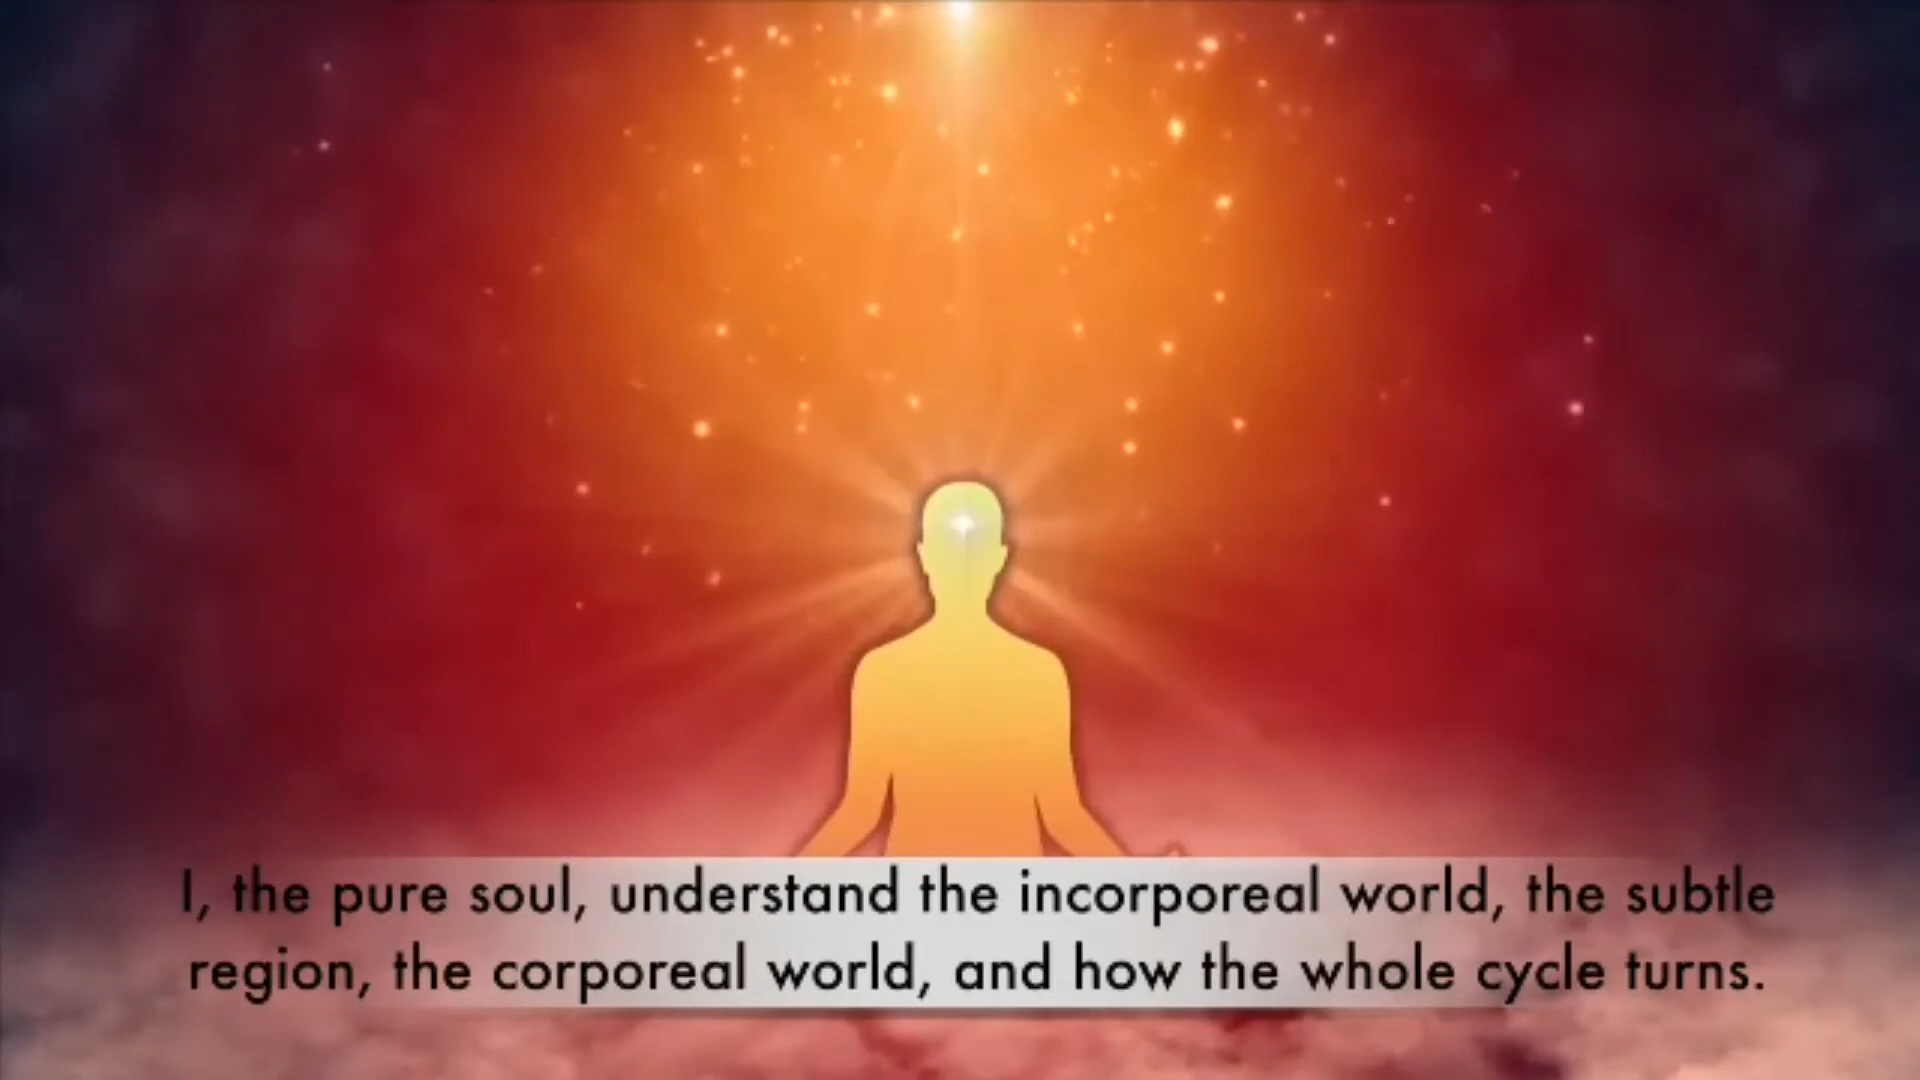 I, the pure soul, understand the incorporeal world, the subtle
region, the corporeal world, and how the whole cycle turns.